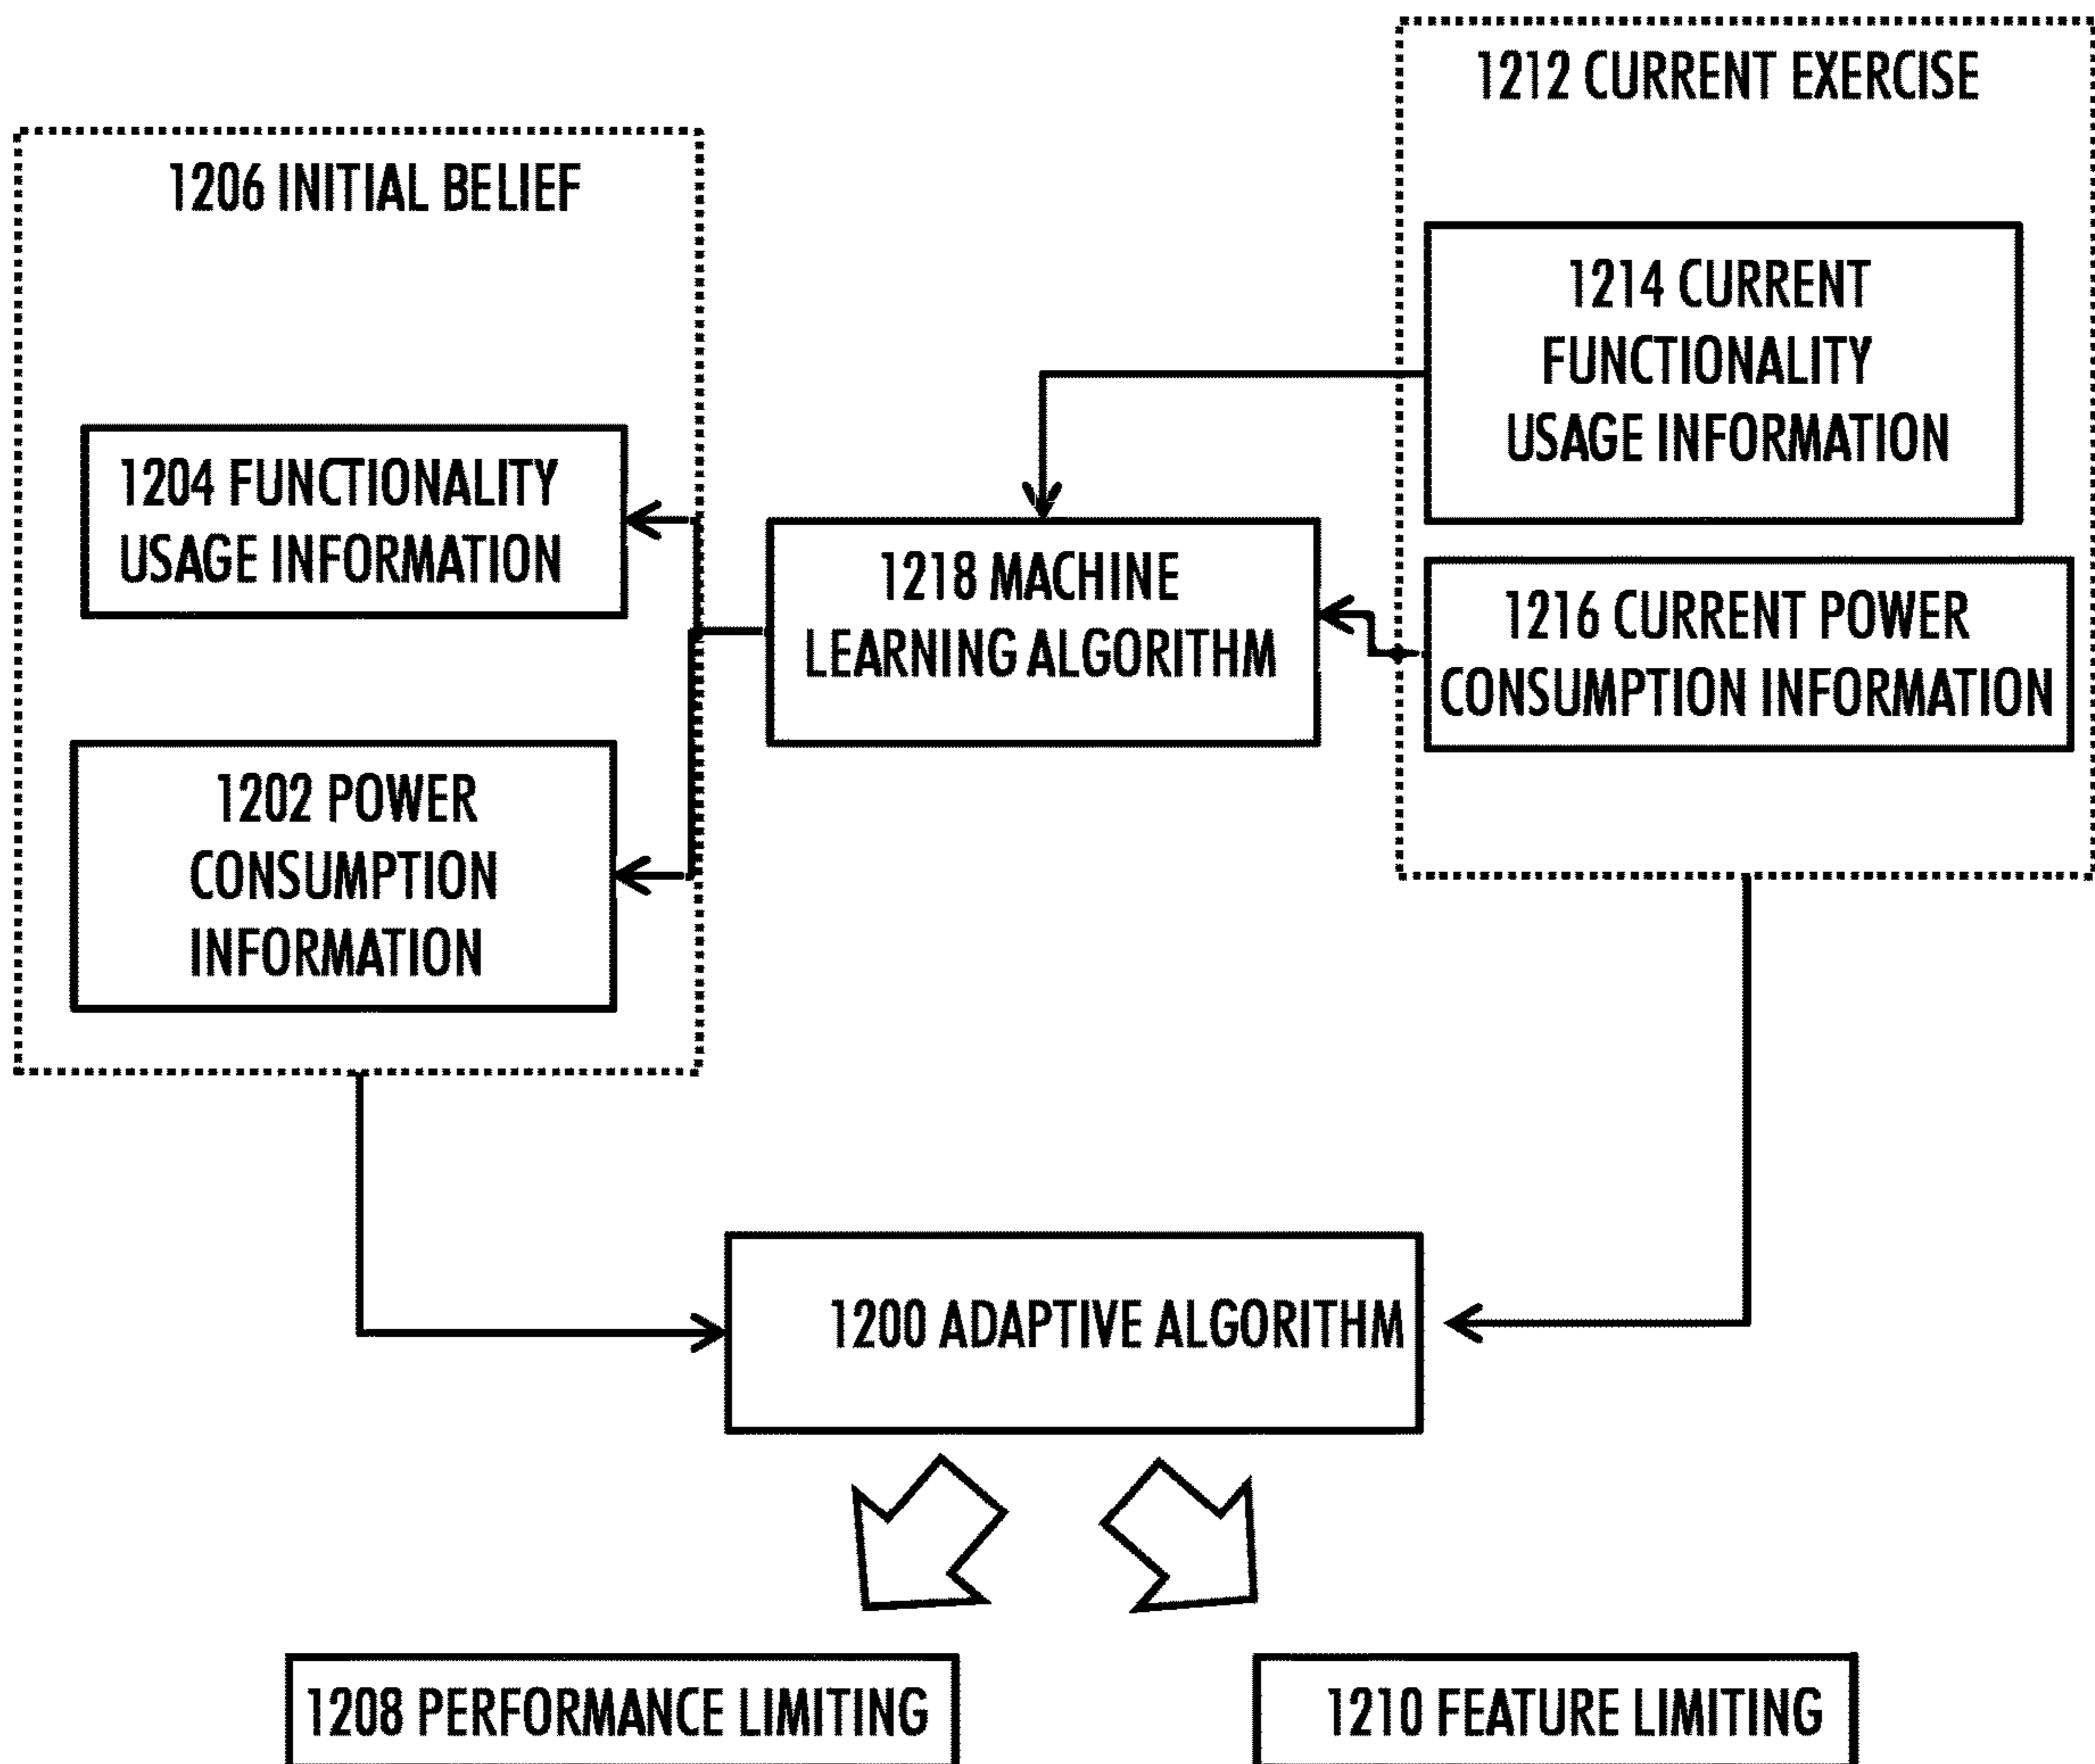 1212 CURRENT EXERCISE
1206 INITIAL BELIEF
1214 CURRENT
FUNCTIONALITY
USAGE INFORMATION
1204 FUNCTIONALITY
USAGE INFORMATION
1218 MACHINE
LEARNING ALGORITHM
1216 CURRENT POWER
CONSUMPTION INFORMATION
1202 POWER
CONSUMPTION
INFORMATION
1200 ADAPTIVE ALGORITHM
1208 PERFORMANCE LIMITING
1210 FEATURE LIMITING